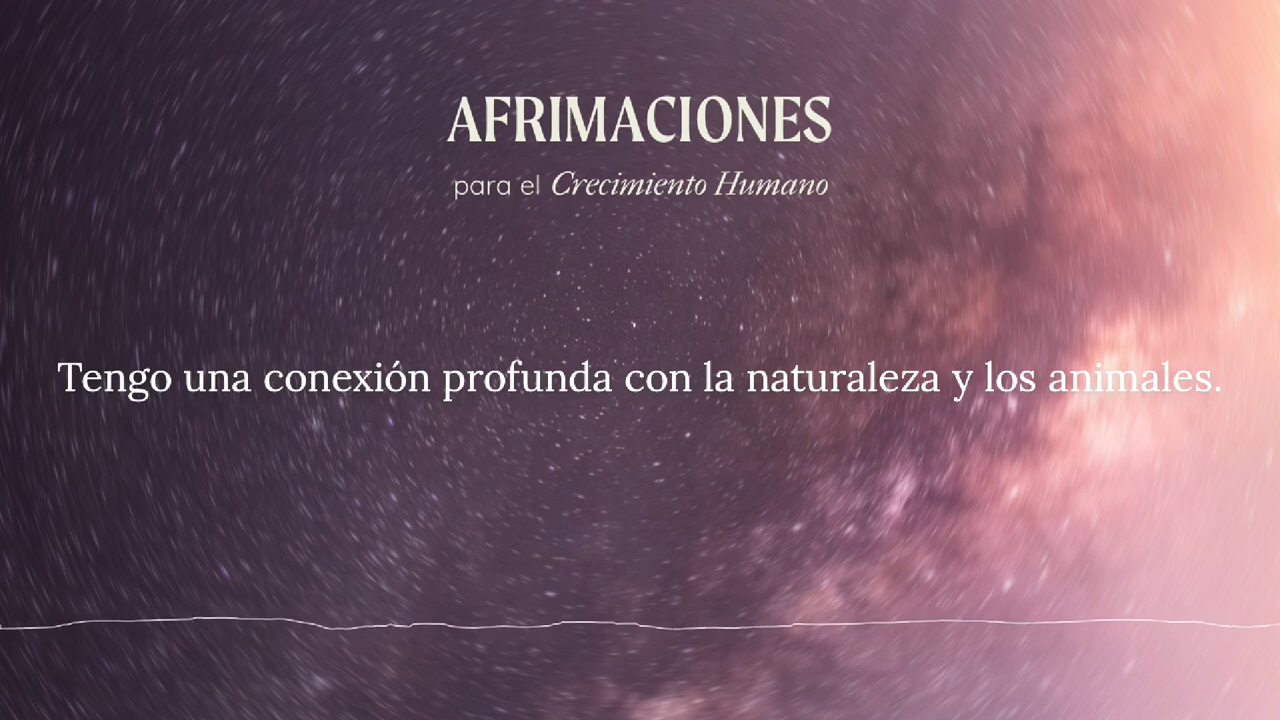 AFRIMACIONES
para el Crecimiento Humano
Tengo una conexión profunda con la naturaleza y los animales.